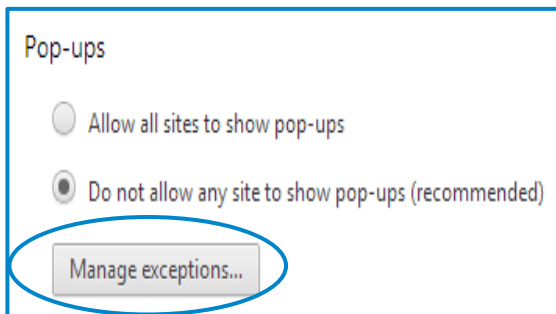 Pop-ups
Allow all sites to show pop-ups
Do not allow any site to show pop-ups (recommended)
Manage exceptions...